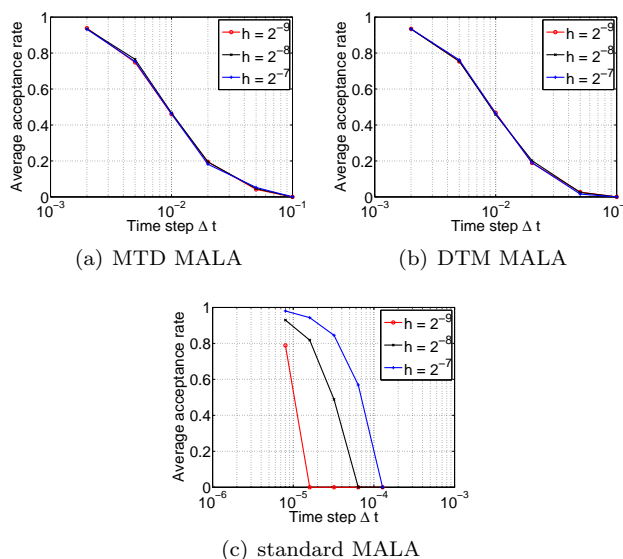 1
0.8
0.6
0.4
0.2
0
Average acceptance rate
10⁻³
10⁻²
10⁻¹
Time step Δ t
h = 2⁻⁹
h = 2⁻⁸
h = 2⁻⁷
(a) MTD MALA
1
0.8
0.6
0.4
0.2
0
Average acceptance rate
10⁻³
10⁻²
10⁻¹
Time step Δ t
h = 2⁻⁹
h = 2⁻⁸
h = 2⁻⁷
(b) DTM MALA
1
0.8
0.6
0.4
0.2
0
Average acceptance rate
10⁻⁶
10⁻⁵
10⁻⁴
10⁻³
Time step Δ t
h = 2⁻⁹
h = 2⁻⁸
h = 2⁻⁷
(c) standard MALA